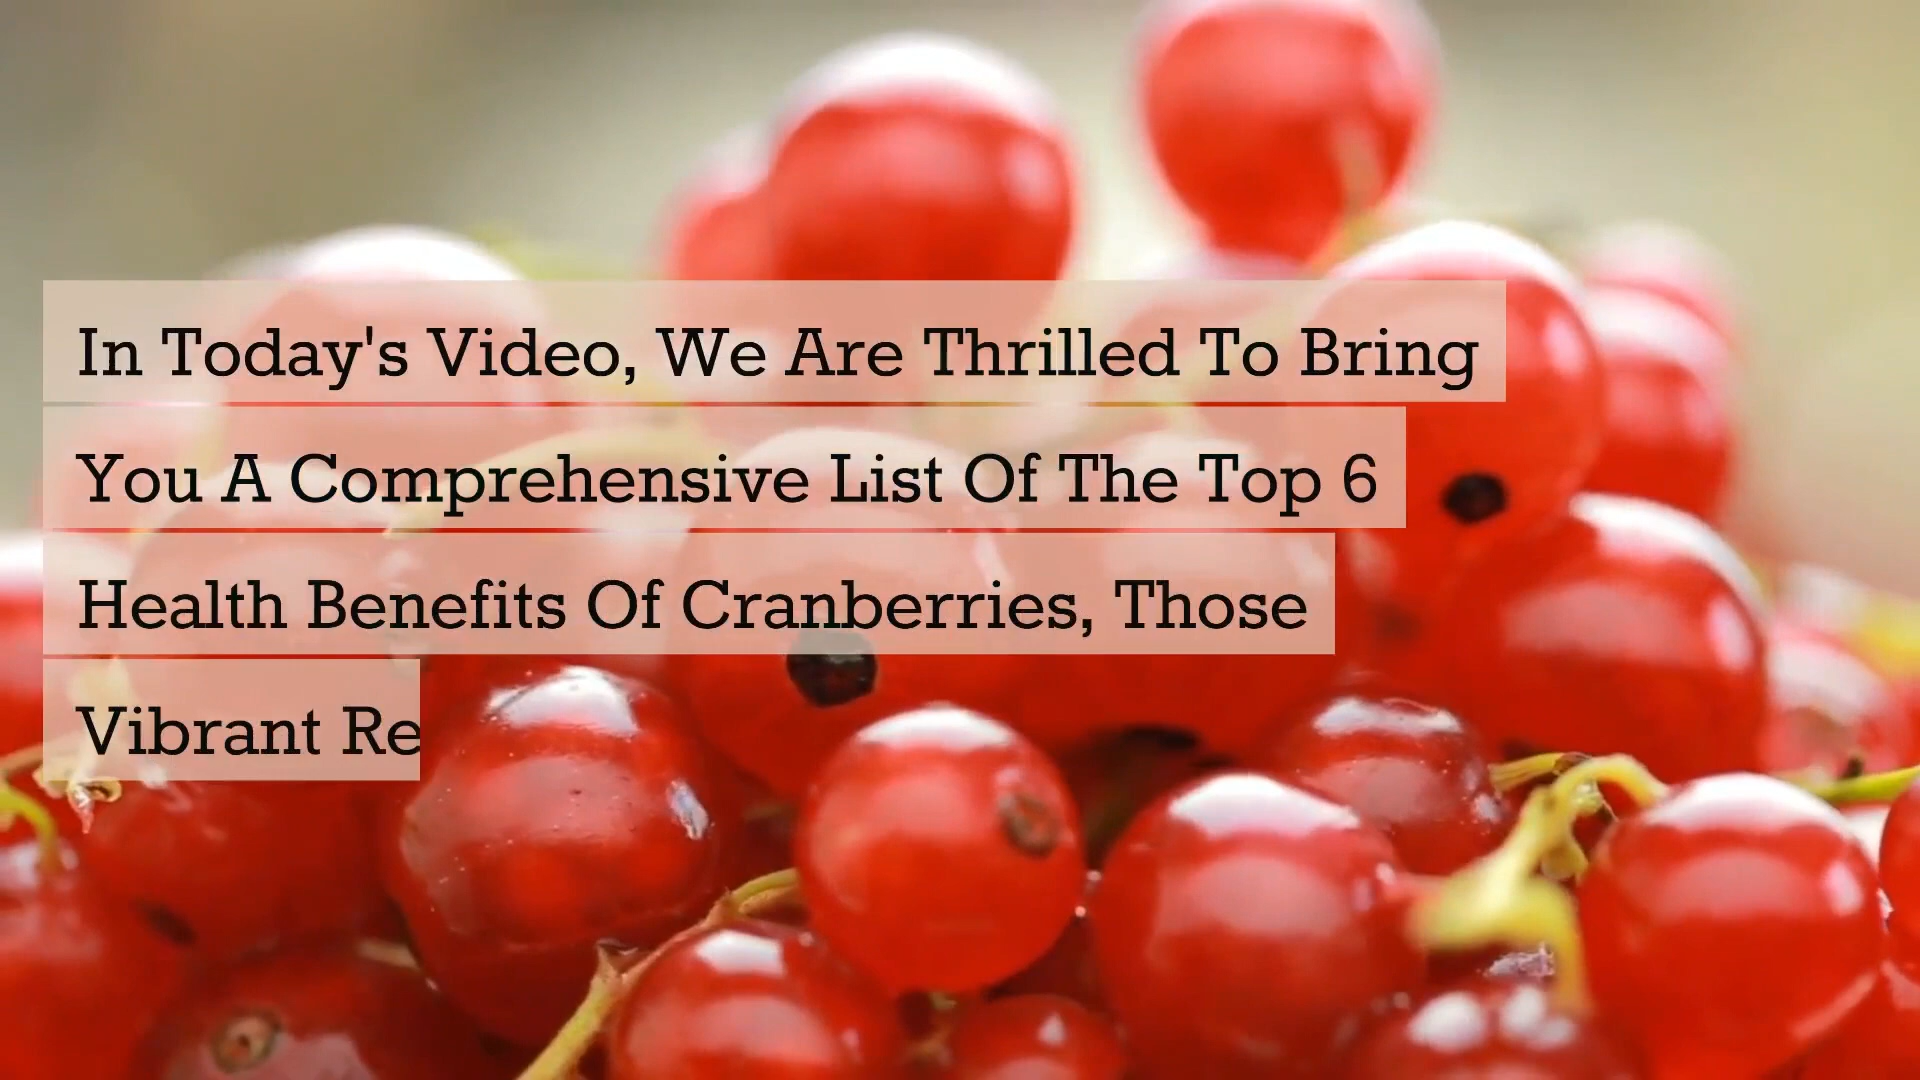 In Today's Video, We Are Thrilled To Bring
You A Comprehensive List Of The Top 6
Health Benefits Of Cranberries, Those
Vibrant Re